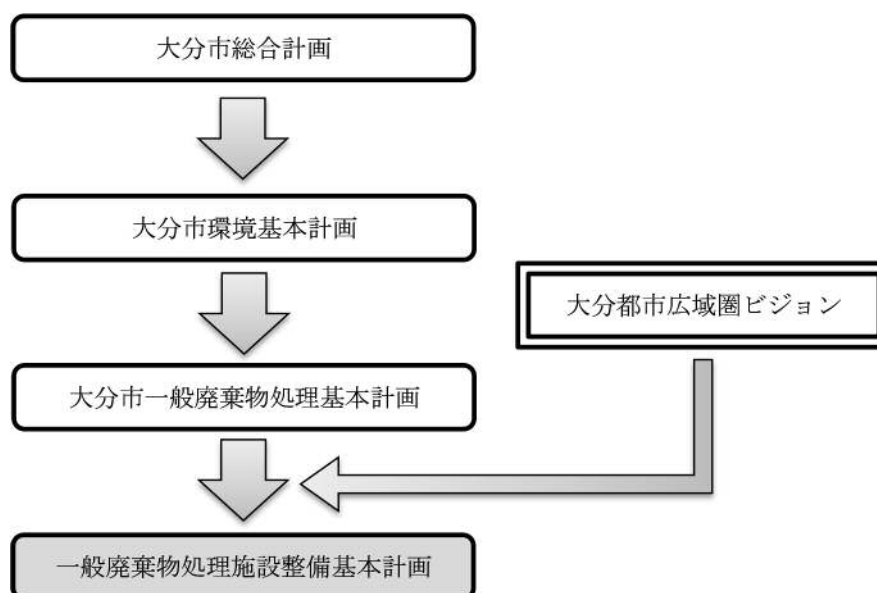 大分市総合計画
大分市環境基本計画
大分都市広域圏ビジョン
大分市一般廃棄物処理基本計画
一般廃棄物処理施設整備基本計画